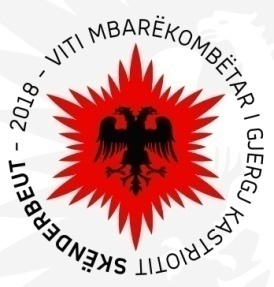 2018 - VITI MBARËKOMBËTAR I GJERGJ KASTRIOTIT SKËNDERBEUT -